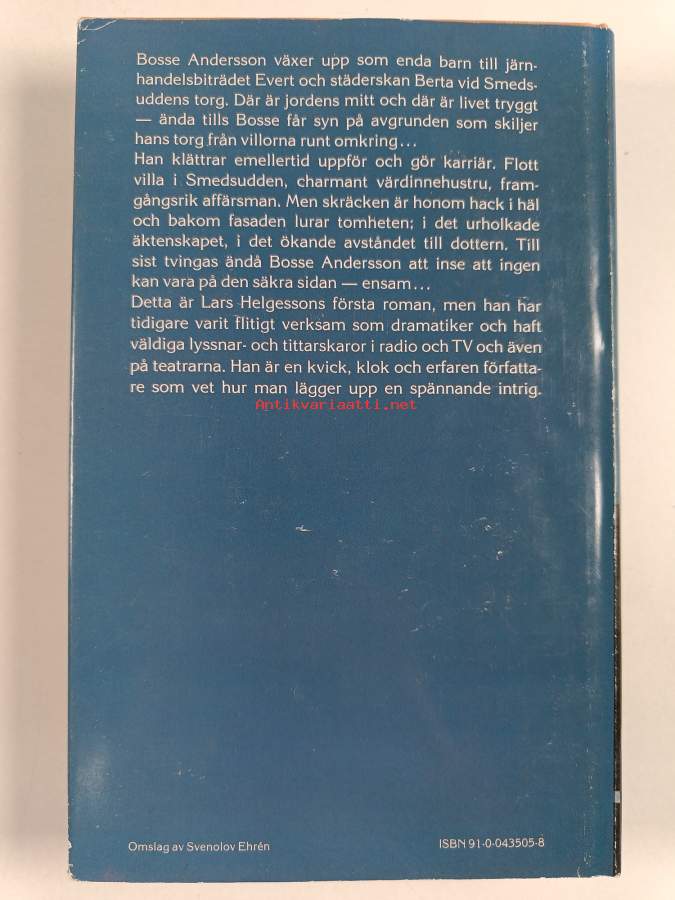 Bosse Andersson växer upp som enda barn till järn-
handelsbiträdet Evert och städerskan Berta vid Smeds-
uddens torg. Där är jordens mitt och där är livet tryggt
— ända tills Bosse får syn på avgrunden som skiljer
hans torg från villorna runt omkring...
Han klättrar emellertid uppför och gör karriär. Flott
villa i Smedsudden, charmant värdinnehustru, fram-
gångsrik affärsman. Men skräcken är honom hack i häl
och bakom fasaden lurar tomheten; i det urholkade
äktenskapet, i det ökande avståndet till dottern. Till
sist tvingas ändå Bosse Andersson att inse att ingen
kan vara på den säkra sidan — ensam...
Detta är Lars Helgessons första roman, men han har
tidigare varit flitigt verksam som dramatiker och haft
väldiga lyssnar- och tittarskaror i radio och TV och även
på teatrarna. Han är en kvick, klok och erfaren författa-
re som vet hur man lägger upp en spännande intrig.
Antikvariaatti.net
Omslag av Svenolov Ehrén
ISBN 91-0-043505-8